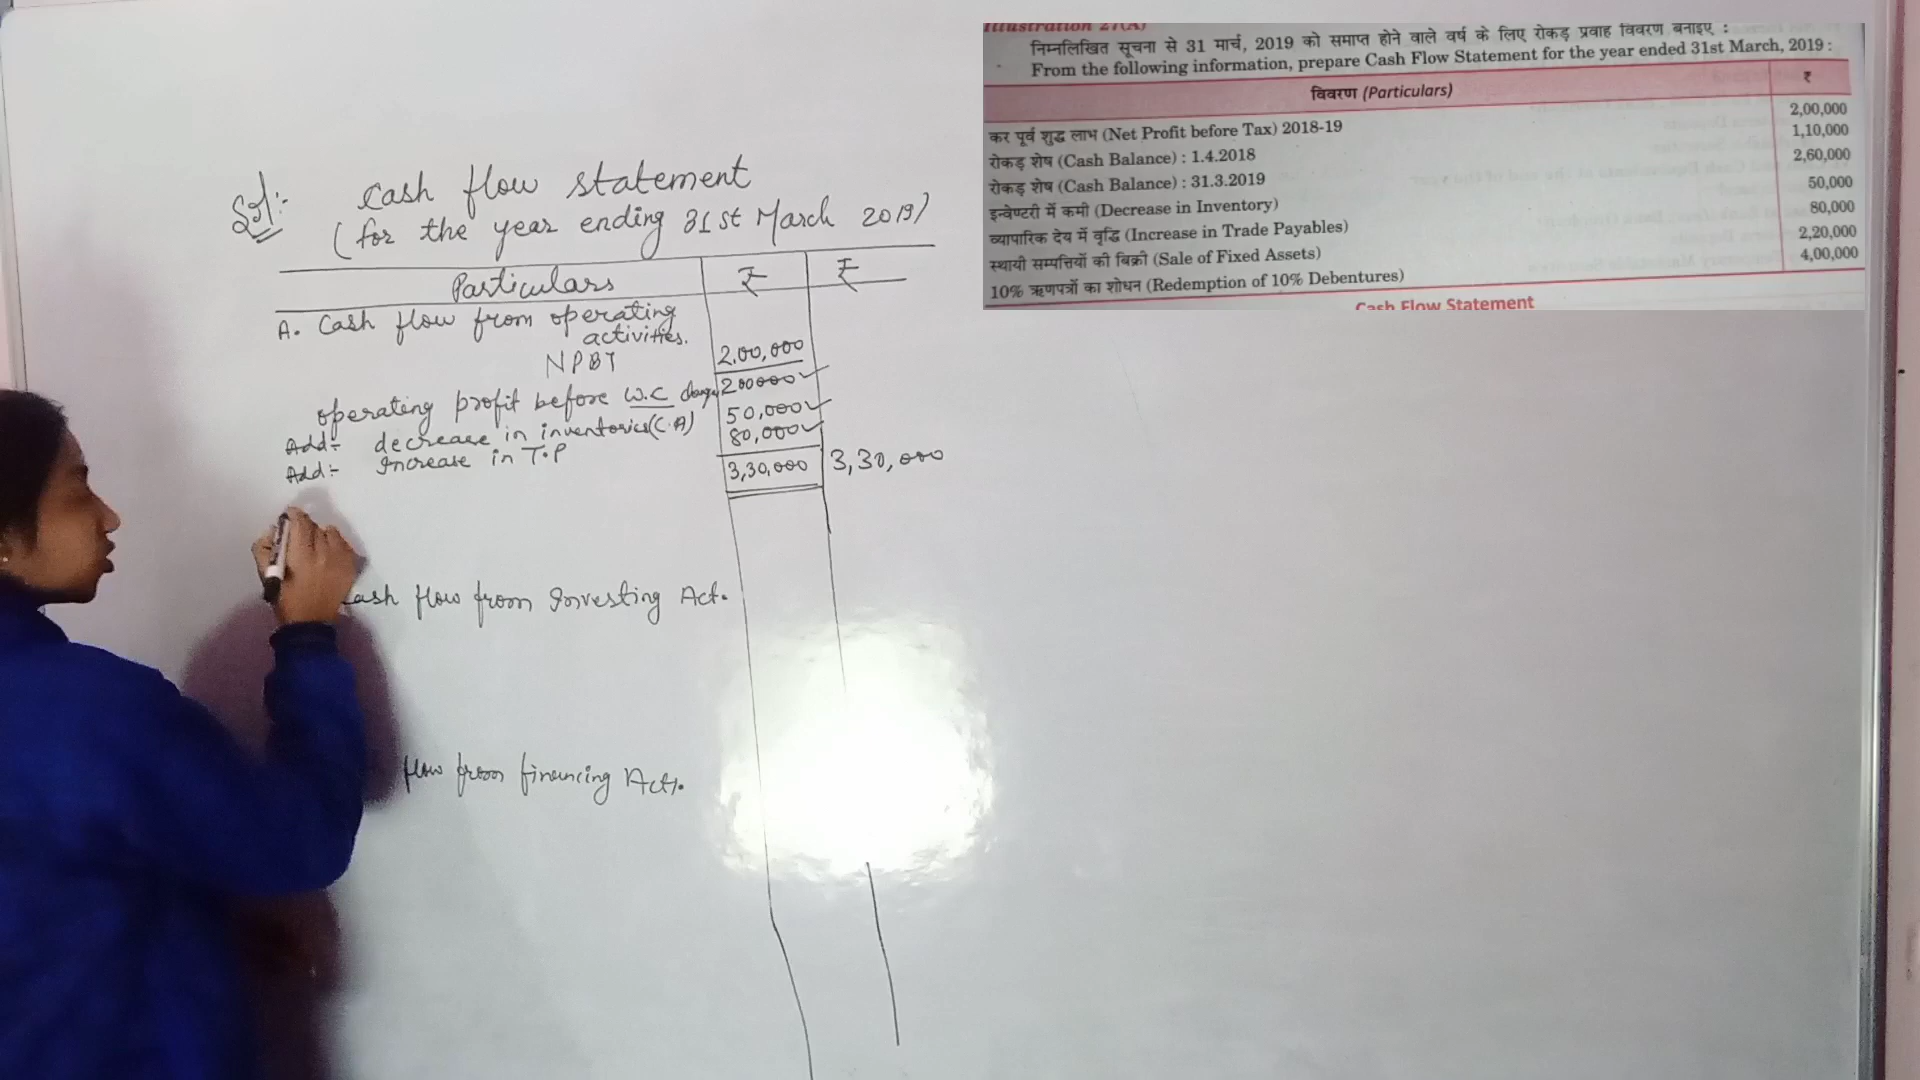 Illustration 27(A)
निम्नलिखित सूचना से 31 मार्च, 2019 को समाप्त होने वाले वर्ष के लिए रोकड़ प्रवाह विवरण बनाइए :
From the following information, prepare Cash Flow Statement for the year ended 31st March, 2019 :
विवरण (Particulars) ₹
कर पूर्व शुद्ध लाभ (Net Profit before Tax) 2018-19 2,00,000
रोकड़ शेष (Cash Balance) : 1.4.2018 1,10,000
रोकड़ शेष (Cash Balance) : 31.3.2019 2,60,000
इन्वेण्टरी में कमी (Decrease in Inventory) 50,000
व्यापारिक देय में वृद्धि (Increase in Trade Payables) 80,000
स्थायी सम्पत्तियों की बिक्री (Sale of Fixed Assets) 2,20,000
10% ऋणपत्रों का शोधन (Redemption of 10% Debentures) 4,00,000
Cash Flow Statement
Sol:-
Cash flow statement
(for the year ending 31st March 2019)
Particulars ₹ ₹
A. Cash flow from operating
activities.
NPBT 2,00,000
operating profit before W.C changes 200000
Add:- decrease in inventories (C.A) 50,000
Add:- Increase in T.P 80,000
3,30,000 3,30,000
ash flow from Investing Act.
flow from financing Act.